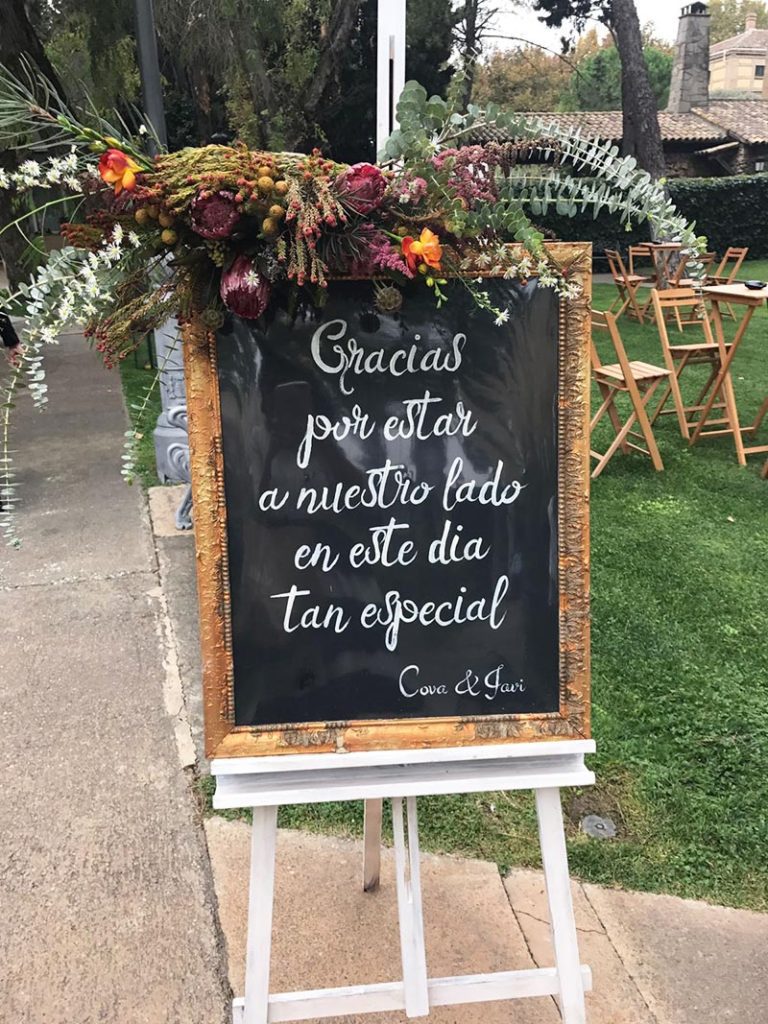 Gracias
por estar
a nuestro lado
en este dia
tan especial
Cova & Javi